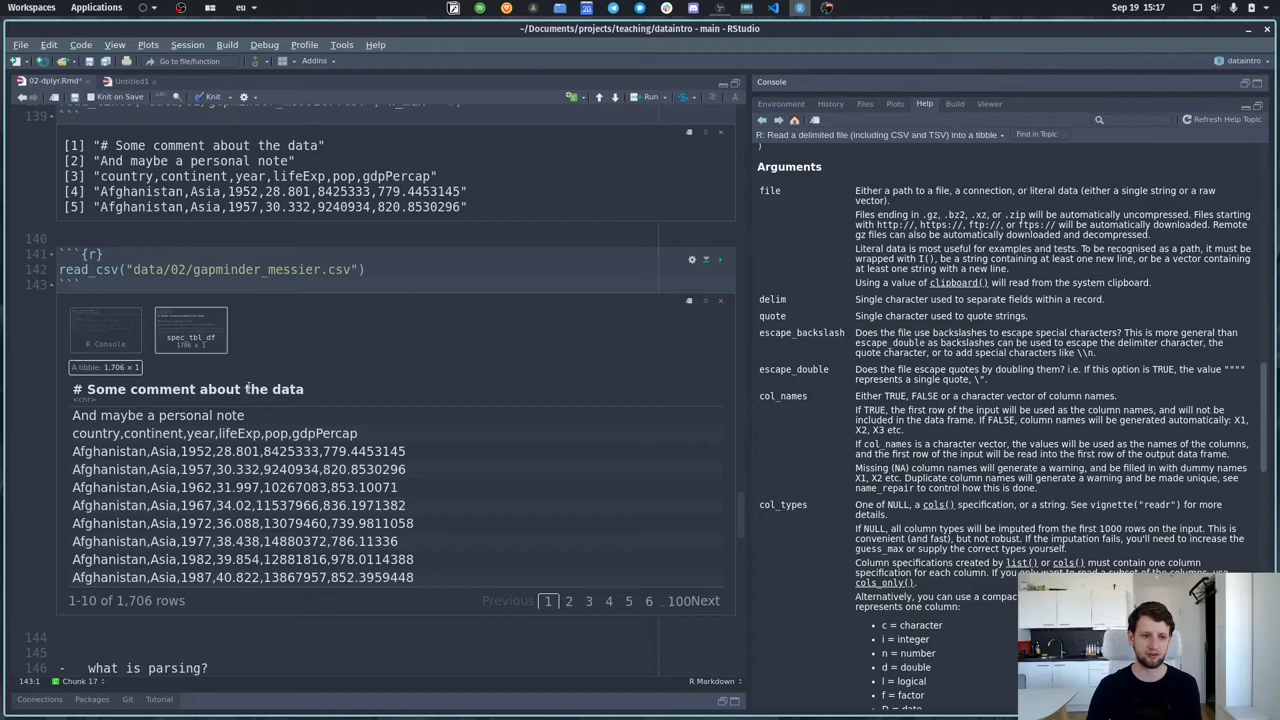 Workspaces Applications eu Sep 19 15:17
~/Documents/projects/teaching/dataintro - main - RStudio
File Edit Code View Plots Session Build Debug Profile Tools Help
Go to file/function Addins dataintro
02-dplyr.Rmd* Untitled1
Knit on Save Knit Run
139 ```
[1] "# Some comment about the data"
[2] "And maybe a personal note"
[3] "country,continent,year,lifeExp,pop,gdpPercap"
[4] "Afghanistan,Asia,1952,28.801,8425333,779.4453145"
[5] "Afghanistan,Asia,1957,30.332,9240934,820.8530296"
140
141 ```{r}
142 read_csv("data/02/gapminder_messier.csv")
143 ```
R Console
spec_tbl_df
1706 x 1
A tibble: 1,706 × 1
# Some comment about the data
<chr>
And maybe a personal note
country,continent,year,lifeExp,pop,gdpPercap
Afghanistan,Asia,1952,28.801,8425333,779.4453145
Afghanistan,Asia,1957,30.332,9240934,820.8530296
Afghanistan,Asia,1962,31.997,10267083,853.10071
Afghanistan,Asia,1967,34.02,11537966,836.1971382
Afghanistan,Asia,1972,36.088,13079460,739.9811058
Afghanistan,Asia,1977,38.438,14880372,786.11336
Afghanistan,Asia,1982,39.854,12881816,978.0114388
Afghanistan,Asia,1987,40.822,13867957,852.3959448
1-10 of 1,706 rows Previous 1 2 3 4 5 6 … 100 Next
144
145
146 - what is parsing?
143:1 Chunk 17 R Markdown
Connections Packages Git Tutorial
Console
Environment History Files Plots Help Build Viewer
Refresh Help Topic
R: Read a delimited file (including CSV and TSV) into a tibble Find in Topic
)
Arguments
file Either a path to a file, a connection, or literal data (either a single string or a raw
vector).
Files ending in .gz, .bz2, .xz, or .zip will be automatically uncompressed. Files starting
with http://, https://, ftp://, or ftps:// will be automatically downloaded. Remote
gz files can also be automatically downloaded and decompressed.
Literal data is most useful for examples and tests. To be recognised as a path, it must be
wrapped with I(), be a string containing at least one new line, or be a vector containing
at least one string with a new line.
Using a value of clipboard() will read from the system clipboard.
delim Single character used to separate fields within a record.
quote Single character used to quote strings.
escape_backslash Does the file use backslashes to escape special characters? This is more general than
escape_double as backslashes can be used to escape the delimiter character, the
quote character, or to add special characters like \\n.
escape_double Does the file escape quotes by doubling them? i.e. If this option is TRUE, the value """"
represents a single quote, \".
col_names Either TRUE, FALSE or a character vector of column names.
If TRUE, the first row of the input will be used as the column names, and will not be
included in the data frame. If FALSE, column names will be generated automatically: X1,
X2, X3 etc.
If col_names is a character vector, the values will be used as the names of the columns,
and the first row of the input will be read into the first row of the output data frame.
Missing (NA) column names will generate a warning, and be filled in with dummy names
X1, X2 etc. Duplicate column names will generate a warning and be made unique, see
name_repair to control how this is done.
col_types One of NULL, a cols() specification, or a string. See vignette("readr") for more
details.
If NULL, all column types will be imputed from the first 1000 rows on the input. This is
convenient (and fast), but not robust. If the imputation fails, you'll need to increase the
guess_max or supply the correct types yourself.
Column specifications created by list() or cols() must contain one column
specification for each column. If you only want to read a subset of the columns, use
cols_only().
Alternatively, you can use a compact
represents one column:
c = character
i = integer
n = number
d = double
l = logical
f = factor
D = date